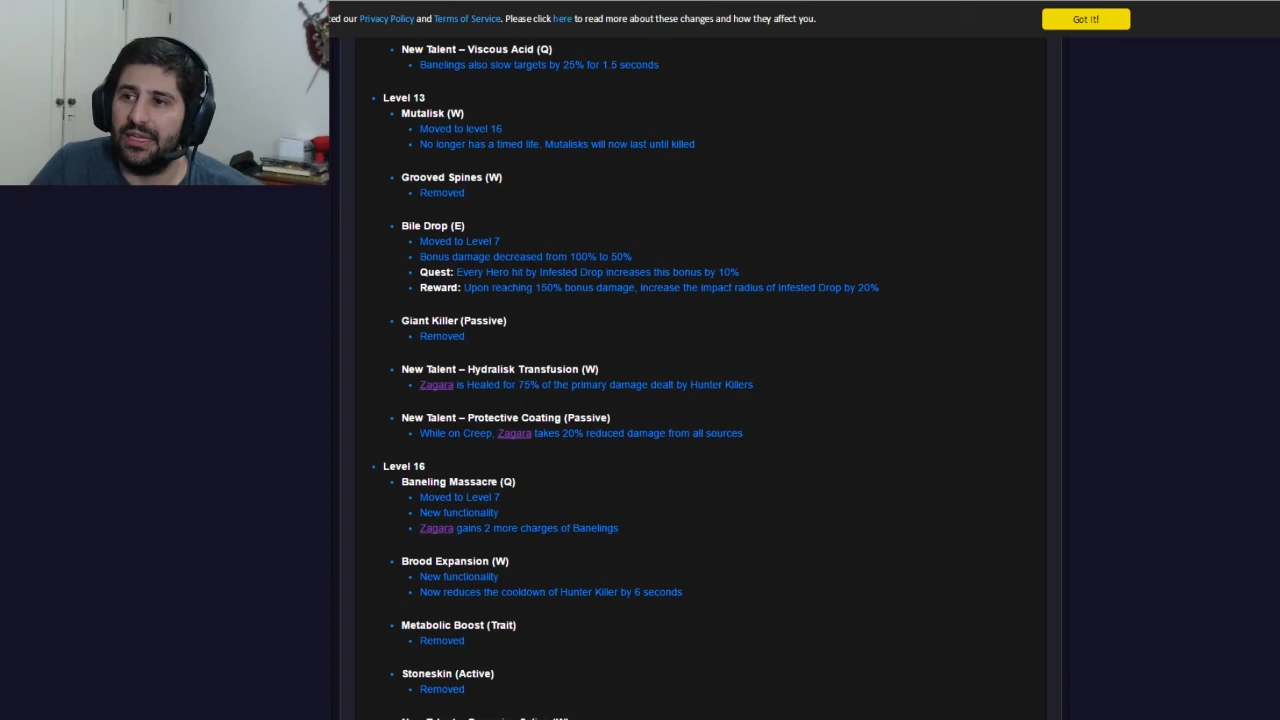 ted our Privacy Policy and Terms of Service. Please click here to read more about these changes and how they affect you.
Got it!
New Talent – Viscous Acid (Q)
Banelings also slow targets by 25% for 1.5 seconds
Level 13
Mutalisk (W)
Moved to level 16
No longer has a timed life. Mutalisks will now last until killed
Grooved Spines (W)
Removed
Bile Drop (E)
Moved to Level 7
Bonus damage decreased from 100% to 50%
Quest: Every Hero hit by Infested Drop increases this bonus by 10%
Reward: Upon reaching 150% bonus damage, increase the impact radius of Infested Drop by 20%
Giant Killer (Passive)
Removed
New Talent – Hydralisk Transfusion (W)
Zagara is Healed for 75% of the primary damage dealt by Hunter Killers
New Talent – Protective Coating (Passive)
While on Creep, Zagara takes 20% reduced damage from all sources
Level 16
Baneling Massacre (Q)
Moved to Level 7
New functionality
Zagara gains 2 more charges of Banelings
Brood Expansion (W)
New functionality
Now reduces the cooldown of Hunter Killer by 6 seconds
Metabolic Boost (Trait)
Removed
Stoneskin (Active)
Removed